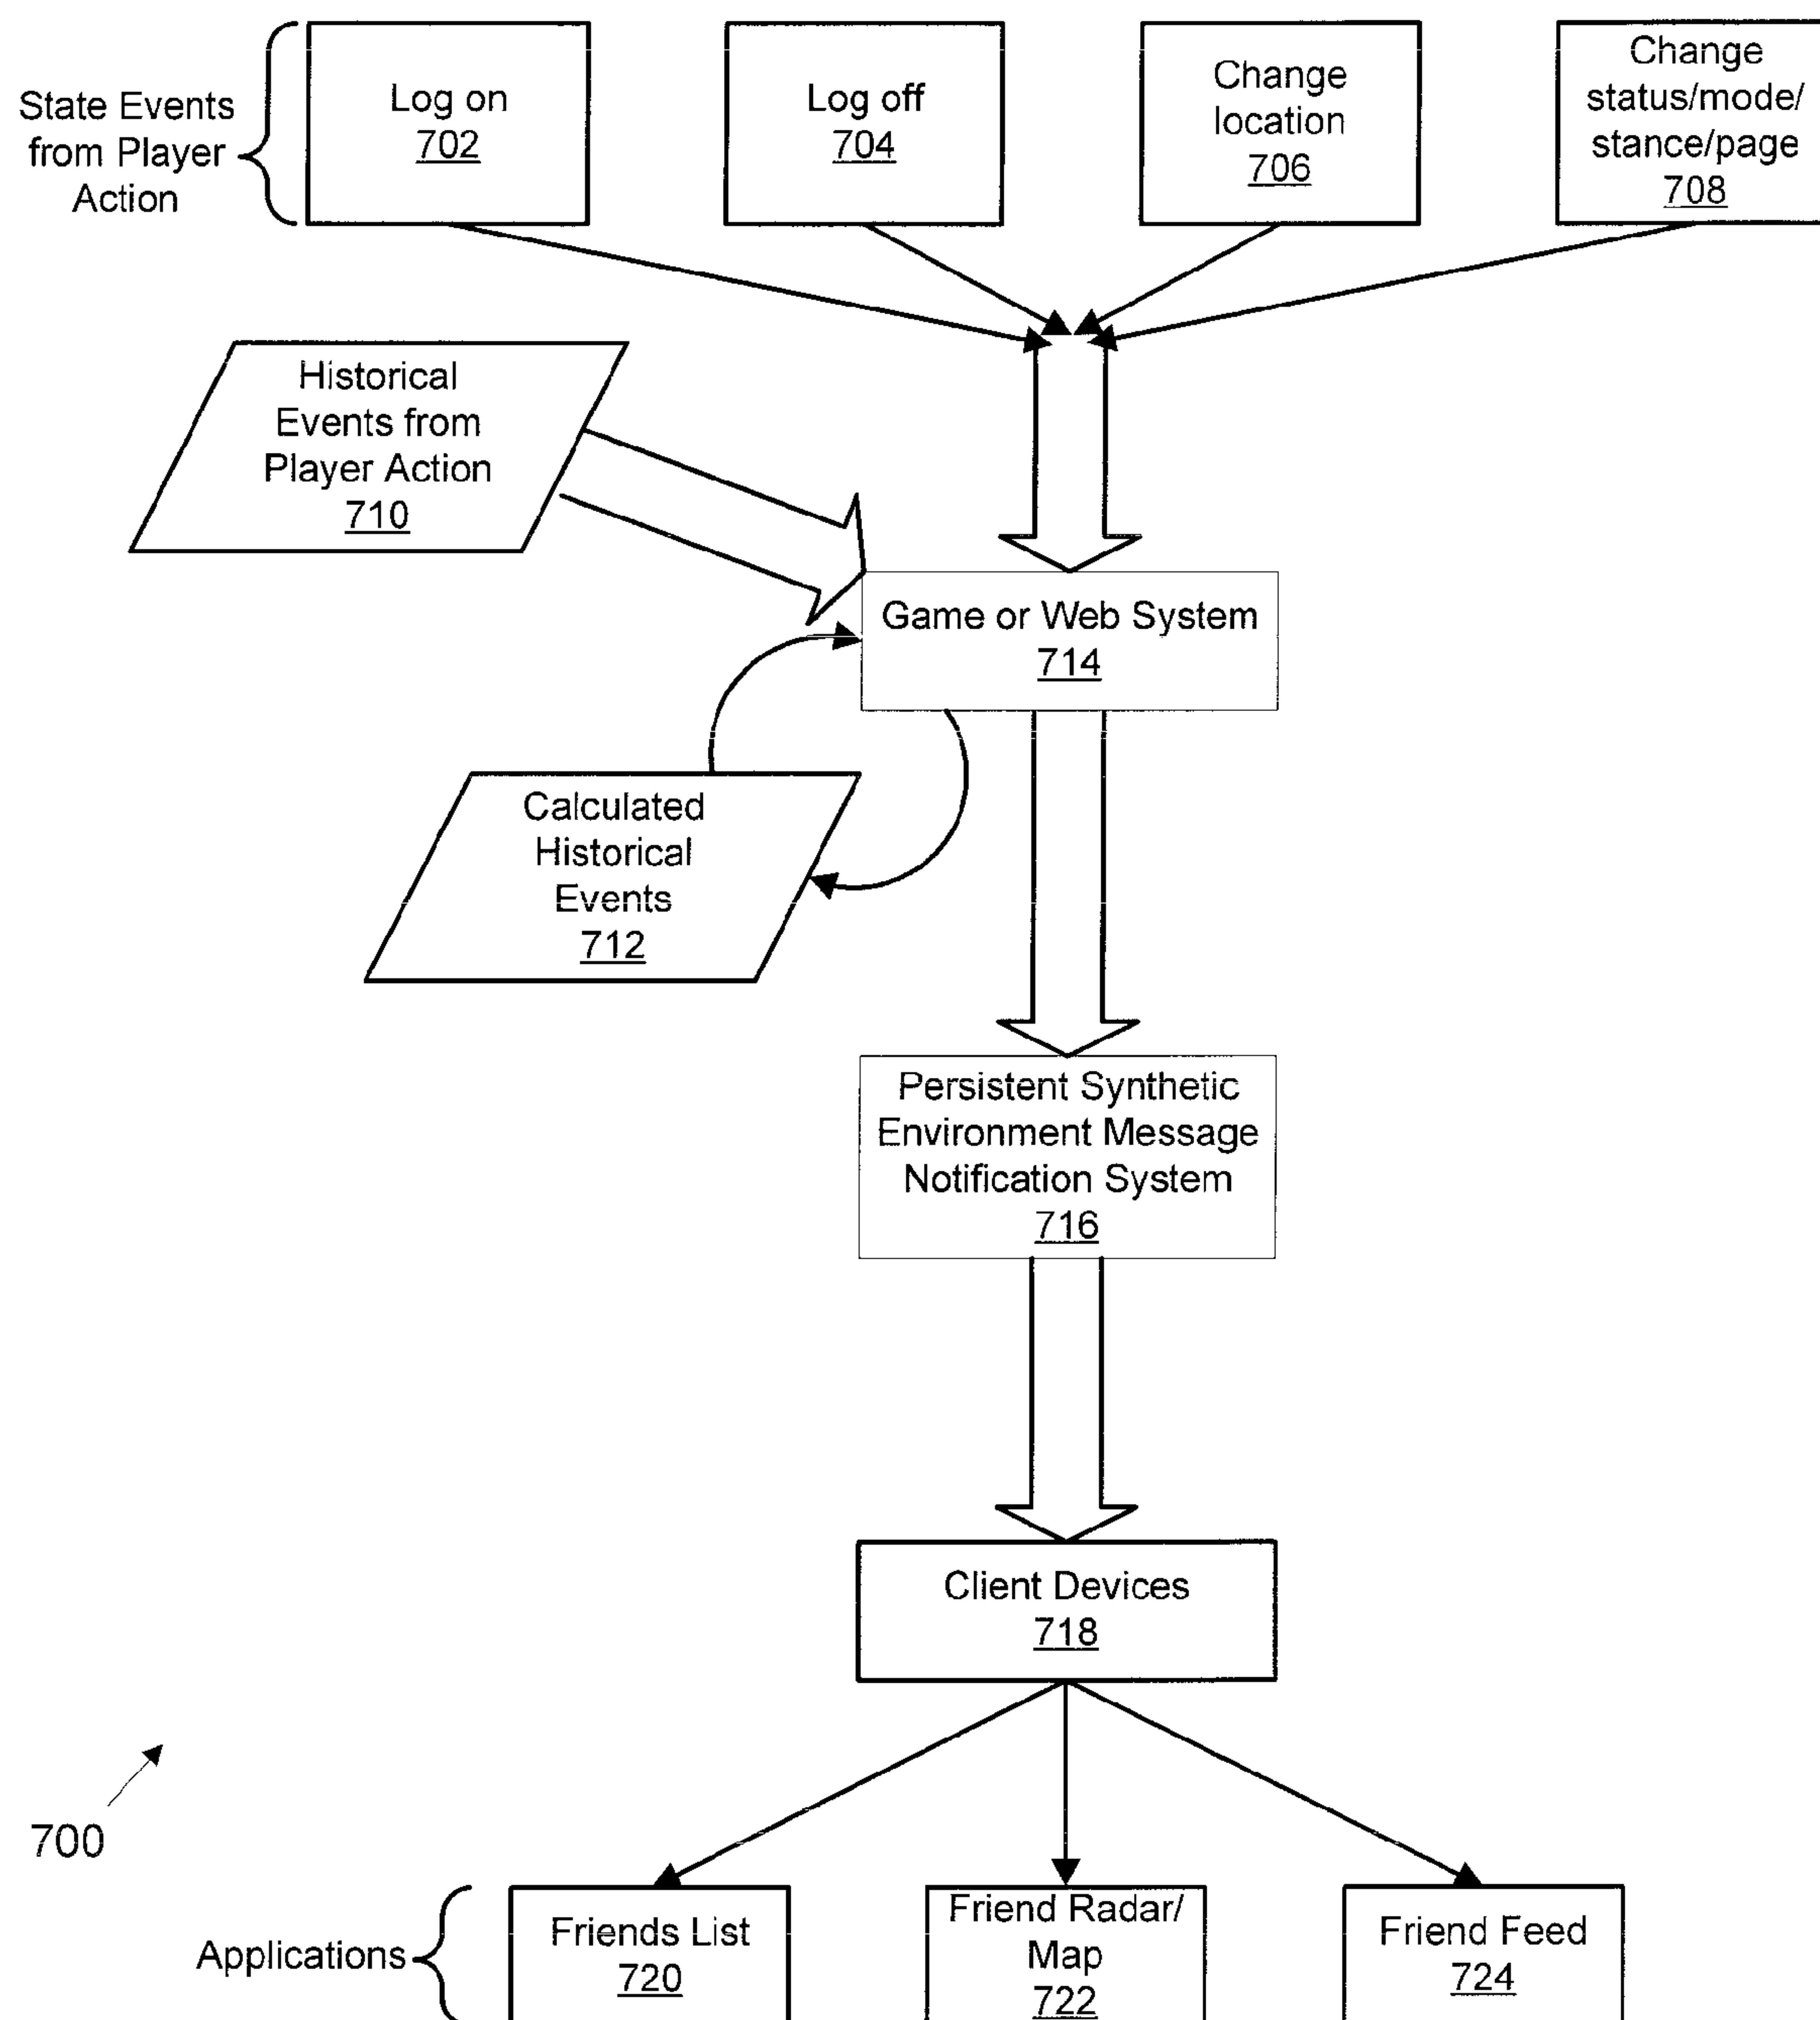 State Events
from Player
Action
Log on
702
Log off
704
Change
location
706
Change
status/mode/
stance/page
708
Historical
Events from
Player Action
710
Game or Web System
714
Calculated
Historical
Events
712
Persistent Synthetic
Environment Message
Notification System
716
Client Devices
718
700
Applications
Friends List
720
Friend Radar/
Map
722
Friend Feed
724